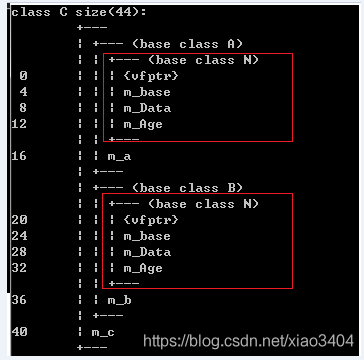 class C size(44):
+---
| +--- (base class A)
| | +--- (base class N)
0 | | | {vfptr}
4 | | | m_base
8 | | | m_Data
12 | | | m_Age
| | +---
16 | | m_a
| +---
| +--- (base class B)
| | +--- (base class N)
20 | | | {vfptr}
24 | | | m_base
28 | | | m_Data
32 | | | m_Age
| | +---
36 | | m_b
| +---
40 | m_c
+---
https://blog.csdn.net/xiao3404